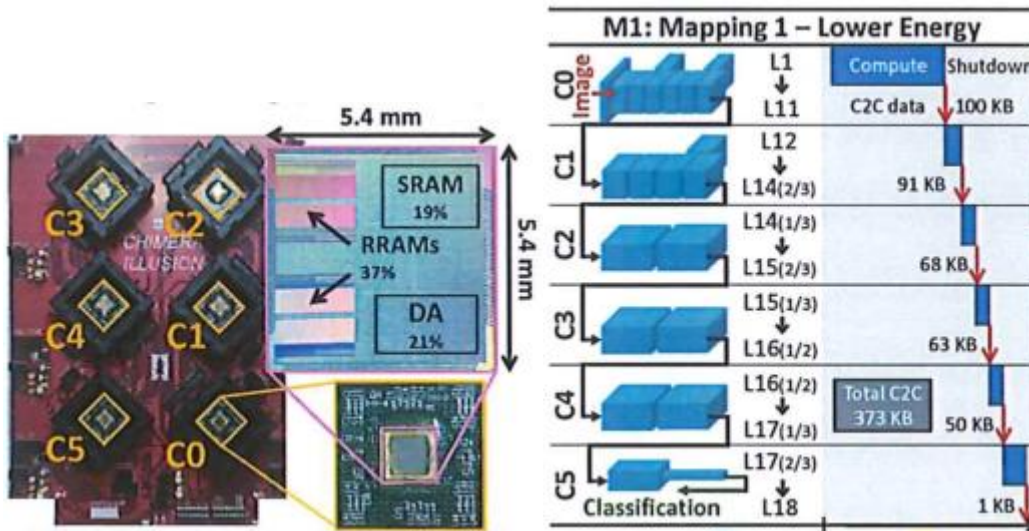 C3
C2
CHIMERA
ILLUSION
C4
C1
C5
C0
5.4 mm
5.4 mm
SRAM
19%
RRAMs
37%
DA
21%
M1: Mapping 1 – Lower Energy
C0
Image
L1
L11
Compute
Shutdown
C2C data
100 KB
C1
L12
L14(2/3)
91 KB
C2
L14(1/3)
L15(2/3)
68 KB
C3
L15(1/3)
L16(1/2)
63 KB
C4
L16(1/2)
L17(1/3)
Total C2C
373 KB
50 KB
C5
Classification
L17(2/3)
L18
1 KB